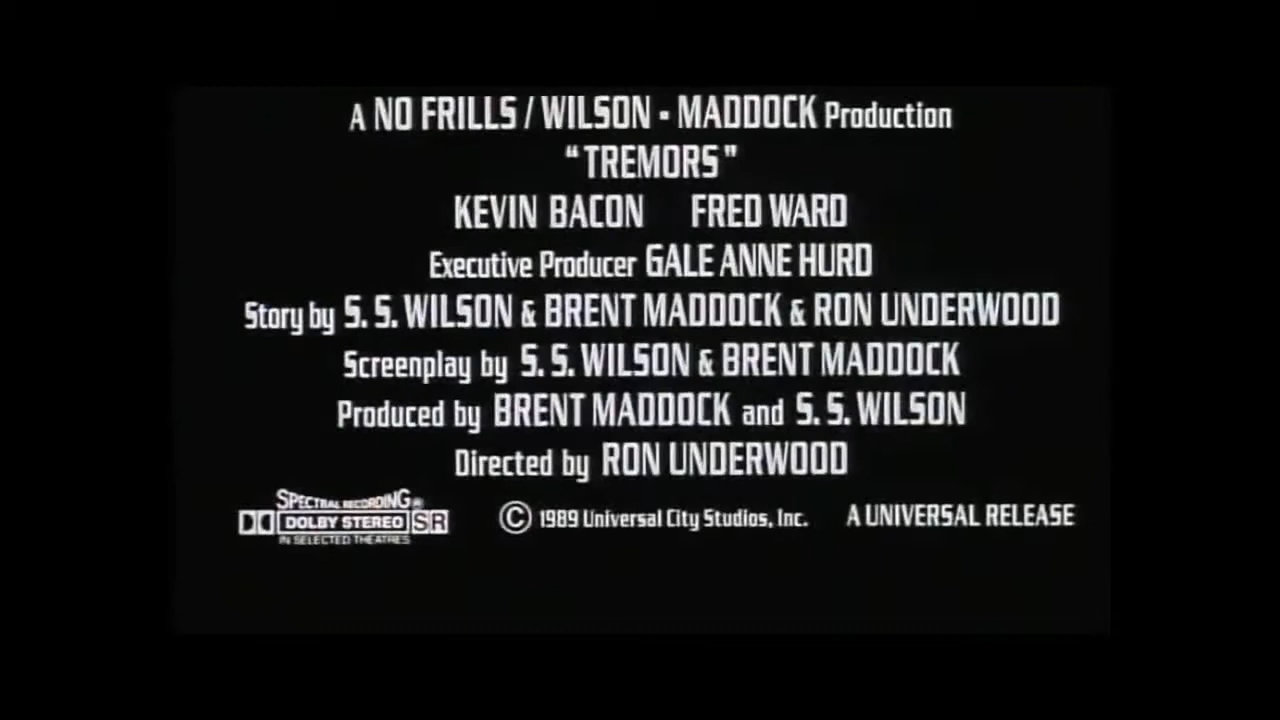 A NO FRILLS / WILSON - MADDOCK Production
"TREMORS"
KEVIN BACON FRED WARD
Executive Producer GALE ANNE HURD
Story by S. S. WILSON & BRENT MADDOCK & RON UNDERWOOD
Screenplay by S. S. WILSON & BRENT MADDOCK
Produced by BRENT MADDOCK and S. S. WILSON
Directed by RON UNDERWOOD
SPECTRAL RECORDING ®
DOLBY STEREO SR
IN SELECTED THEATRES
© 1989 Universal City Studios, Inc. A UNIVERSAL RELEASE